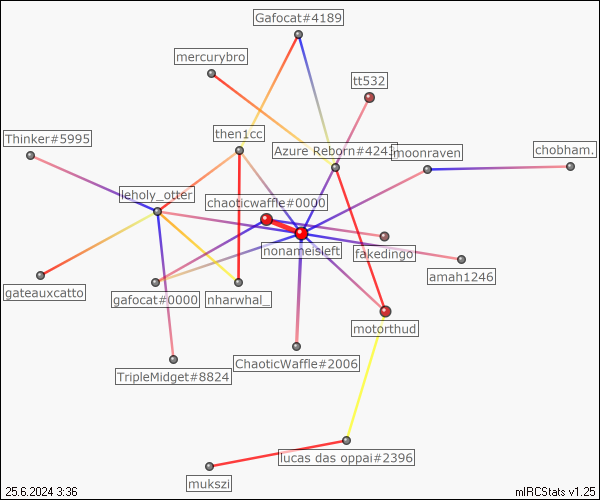 Gafocat#4189
mercurybro
tt532
Thinker#5995
then1cc
Azure Reborn#4243
moonraven
chobham.
leholy_otter
chaoticwaffle#0000
nonameisleft
fakedingo
amah1246
gateauxcatto
gafocat#0000
nharwhal_
motorthud
ChaoticWaffle#2006
TripleMidget#8824
lucas das oppai#2396
mukszi
25.6.2024 3:36
mIRCStats v1.25